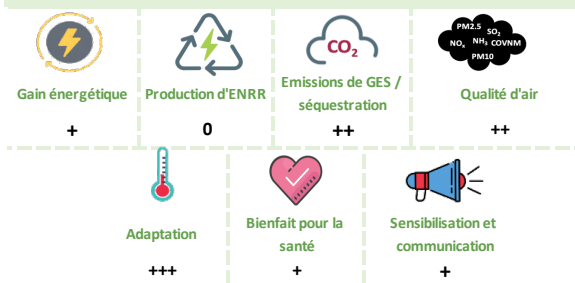 PM2.5 SO₂
NOₓ NH₃ COVNM
PM10
CO₂
Gain énergétique
Production d'ENRR
Emissions de GES /
séquestration
Qualité d'air
+
0
++
++
Adaptation
Bienfait pour la
santé
Sensibilisation et
communication
+++
+
+